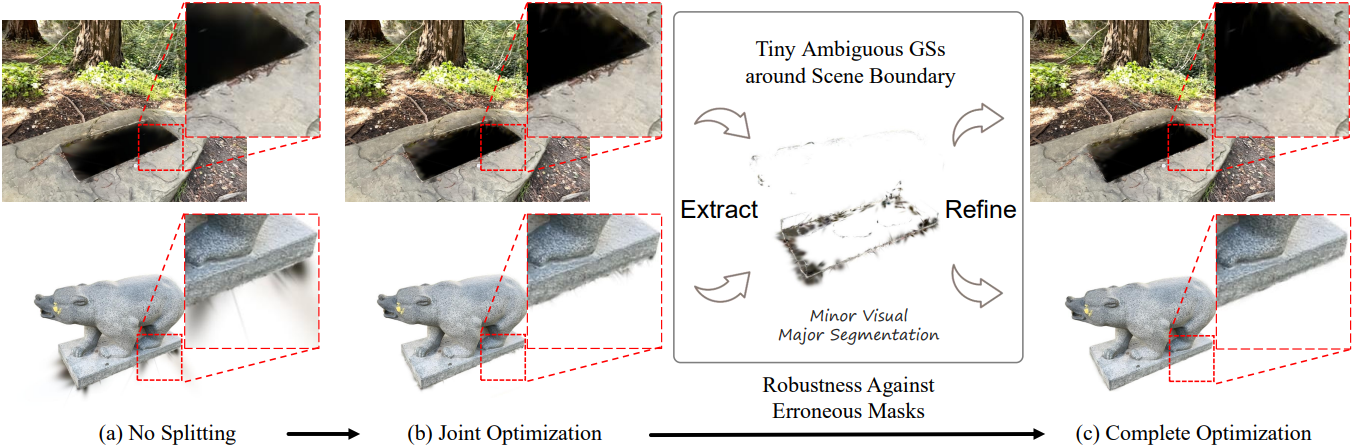 Tiny Ambiguous GSs
around Scene Boundary
Extract
Refine
Minor Visual
Major Segmentation
Robustness Against
Erroneous Masks
(a) No Splitting
(b) Joint Optimization
(c) Complete Optimization